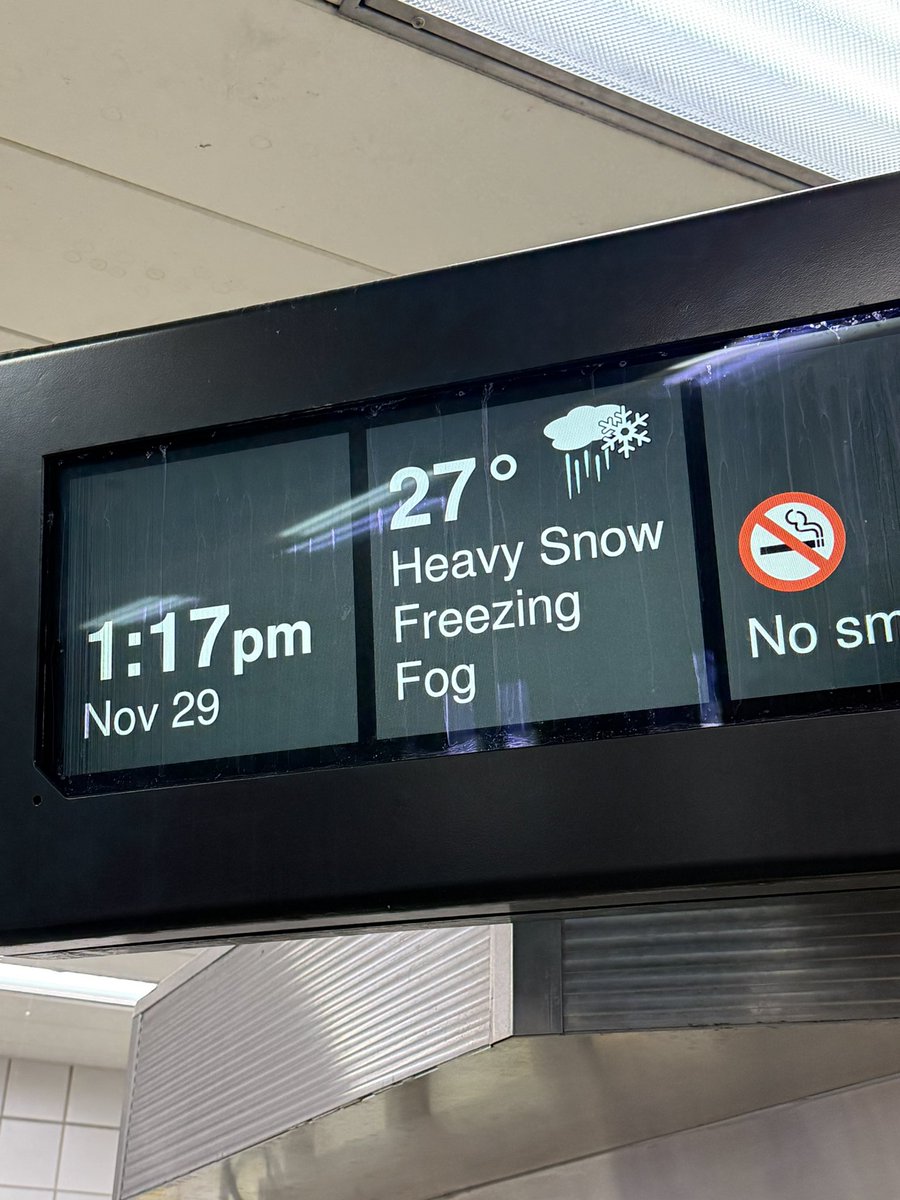 1:17pm
Nov 29
27°
Heavy Snow
Freezing
Fog
No sm